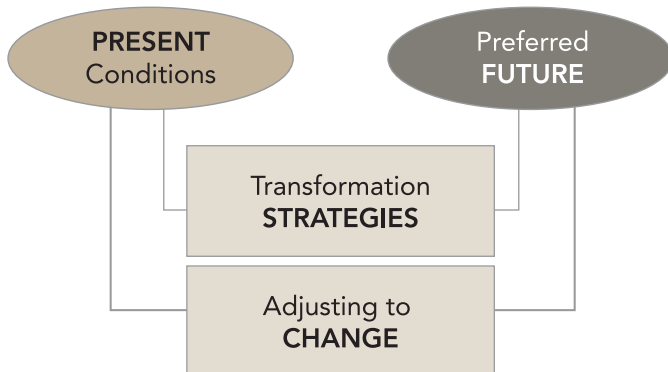 PRESENT
Conditions
Preferred
FUTURE
Transformation
STRATEGIES
Adjusting to
CHANGE